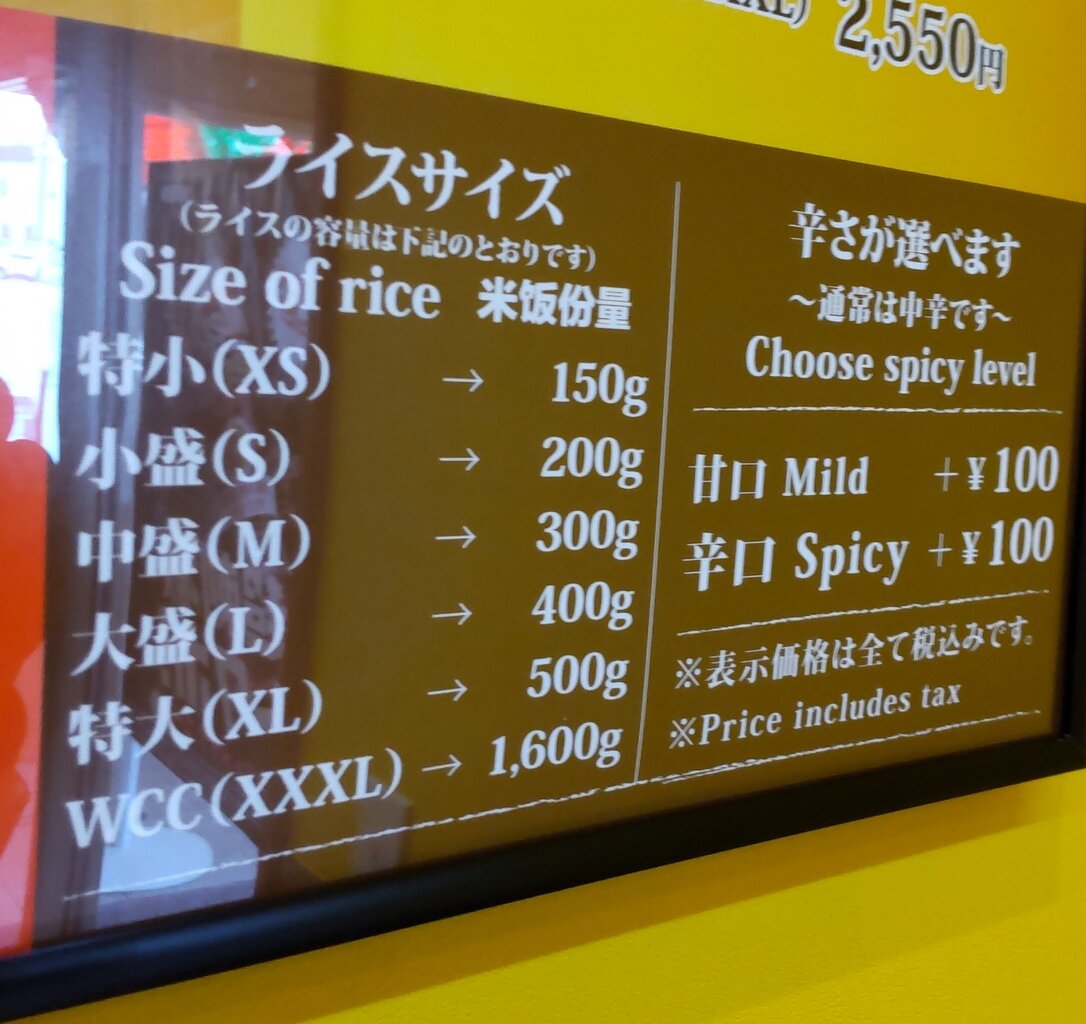 XL) 2,550円
ライスサイズ
(ライスの容量は下記のとおりです)
Size of rice 米饭份量
特小(XS) → 150g
小盛(S) → 200g
中盛(M) → 300g
大盛(L) → 400g
特大(XL) → 500g
WCC(XXXL) → 1,600g
辛さが選べます
～通常は中辛です～
Choose spicy level
甘口 Mild +¥100
辛口 Spicy +¥100
※表示価格は全て税込みです。
※Price includes tax